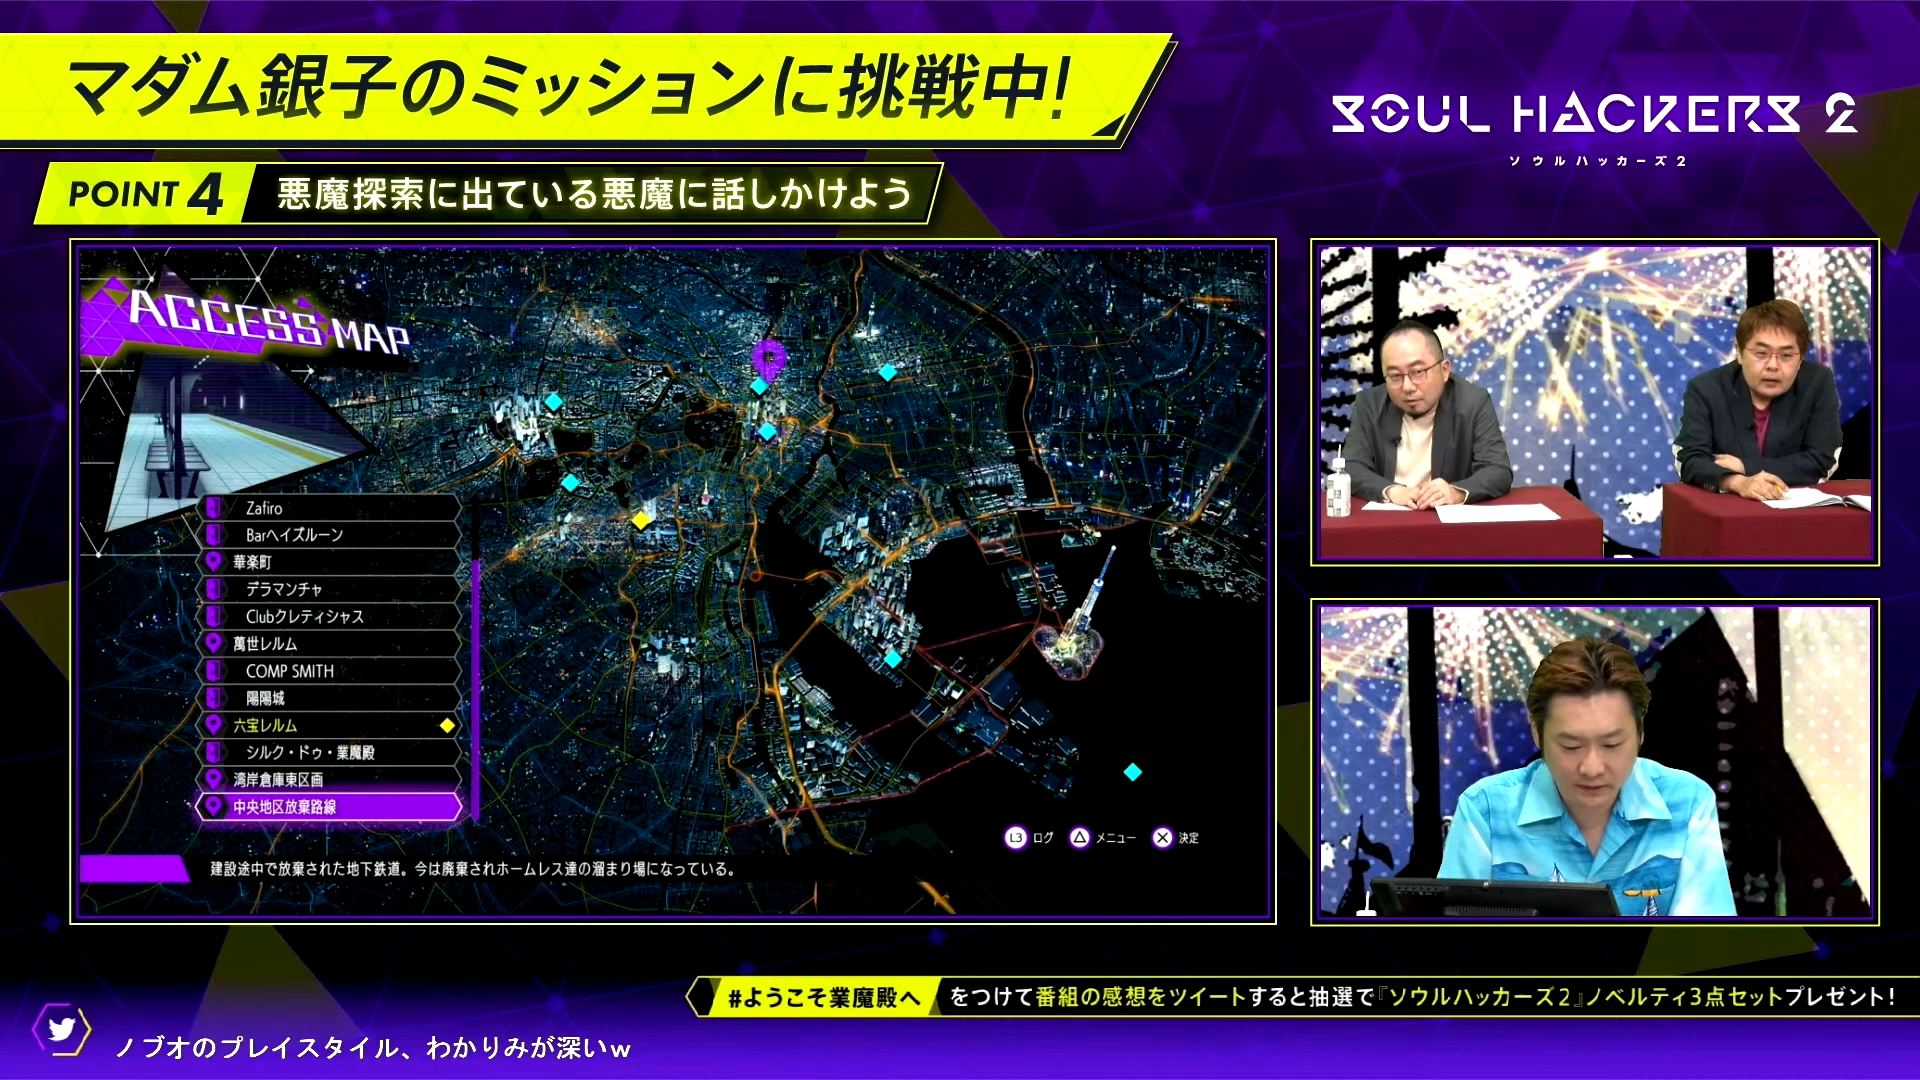 マダム銀子のミッションに挑戦中!
SOUL HACKERS 2
ソウルハッカーズ2
POINT 4 悪魔探索に出ている悪魔に話しかけよう
ACCESS MAP
Zafiro
Barヘイズルーン
華楽町
デラマンチャ
Clubクレティシャス
萬世レルム
COMP SMITH
陽陽城
六宝レルム
シルク・ドゥ・業魔殿
湾岸倉庫東区画
中央地区放棄路線
L3 ログ △ メニュー × 決定
建設途中で放棄された地下鉄道。今は廃棄されホームレス達の溜まり場になっている。
#ようこそ業魔殿へ をつけて番組の感想をツイートすると抽選で『ソウルハッカーズ2』ノベルティ3点セットプレゼント!
ノブオのプレイスタイル、わかりみが深いw